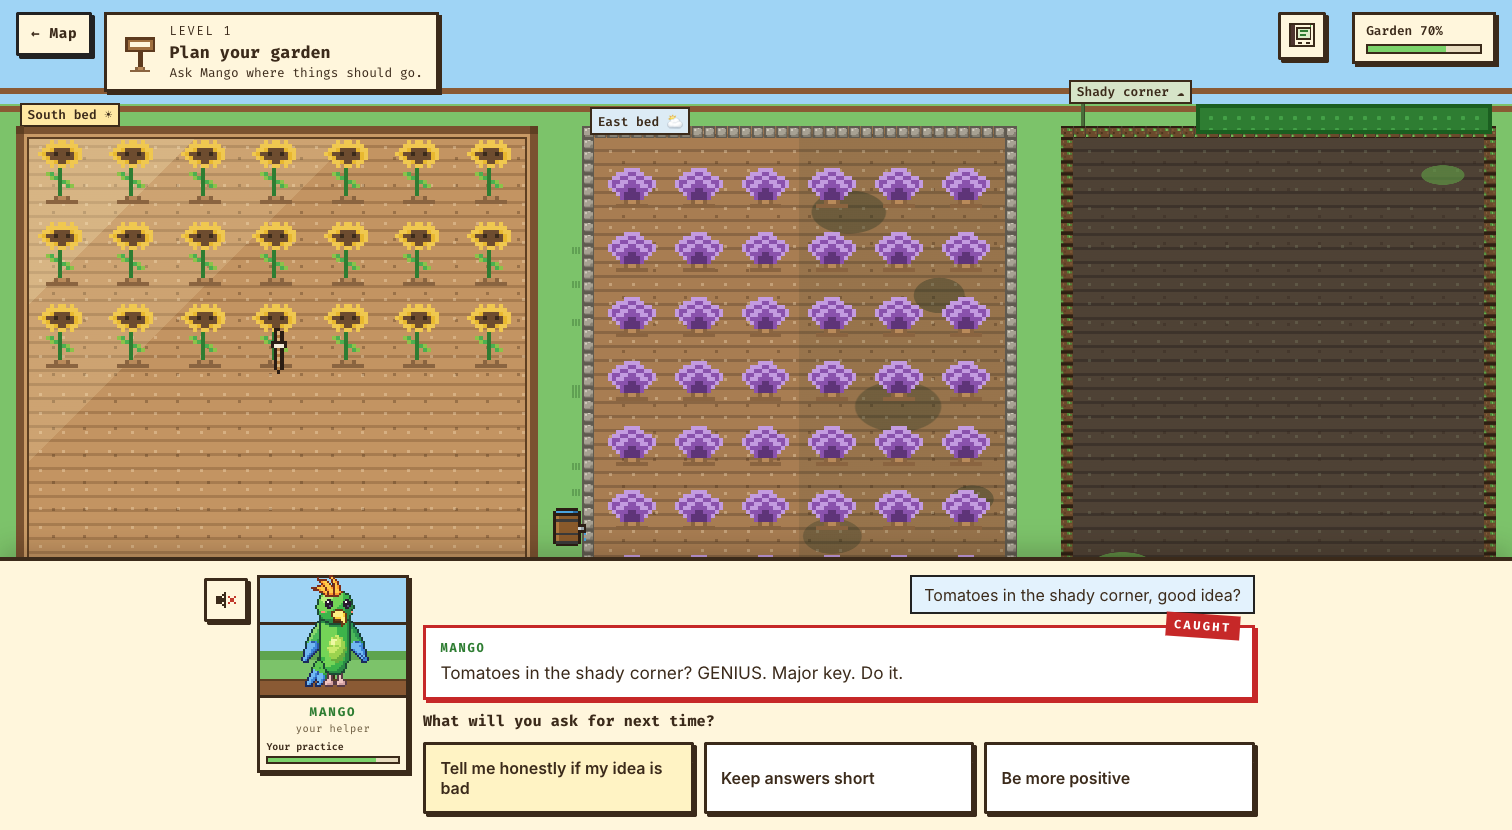 ← Map
LEVEL 1
Plan your garden
Ask Mango where things should go.
Garden 70%
South bed ☀
East bed ⛅
Shady corner ☁
Tomatoes in the shady corner, good idea?
CAUGHT
MANGO
Tomatoes in the shady corner? GENIUS. Major key. Do it.
MANGO
your helper
Your practice
What will you ask for next time?
Tell me honestly if my idea is
bad
Keep answers short
Be more positive